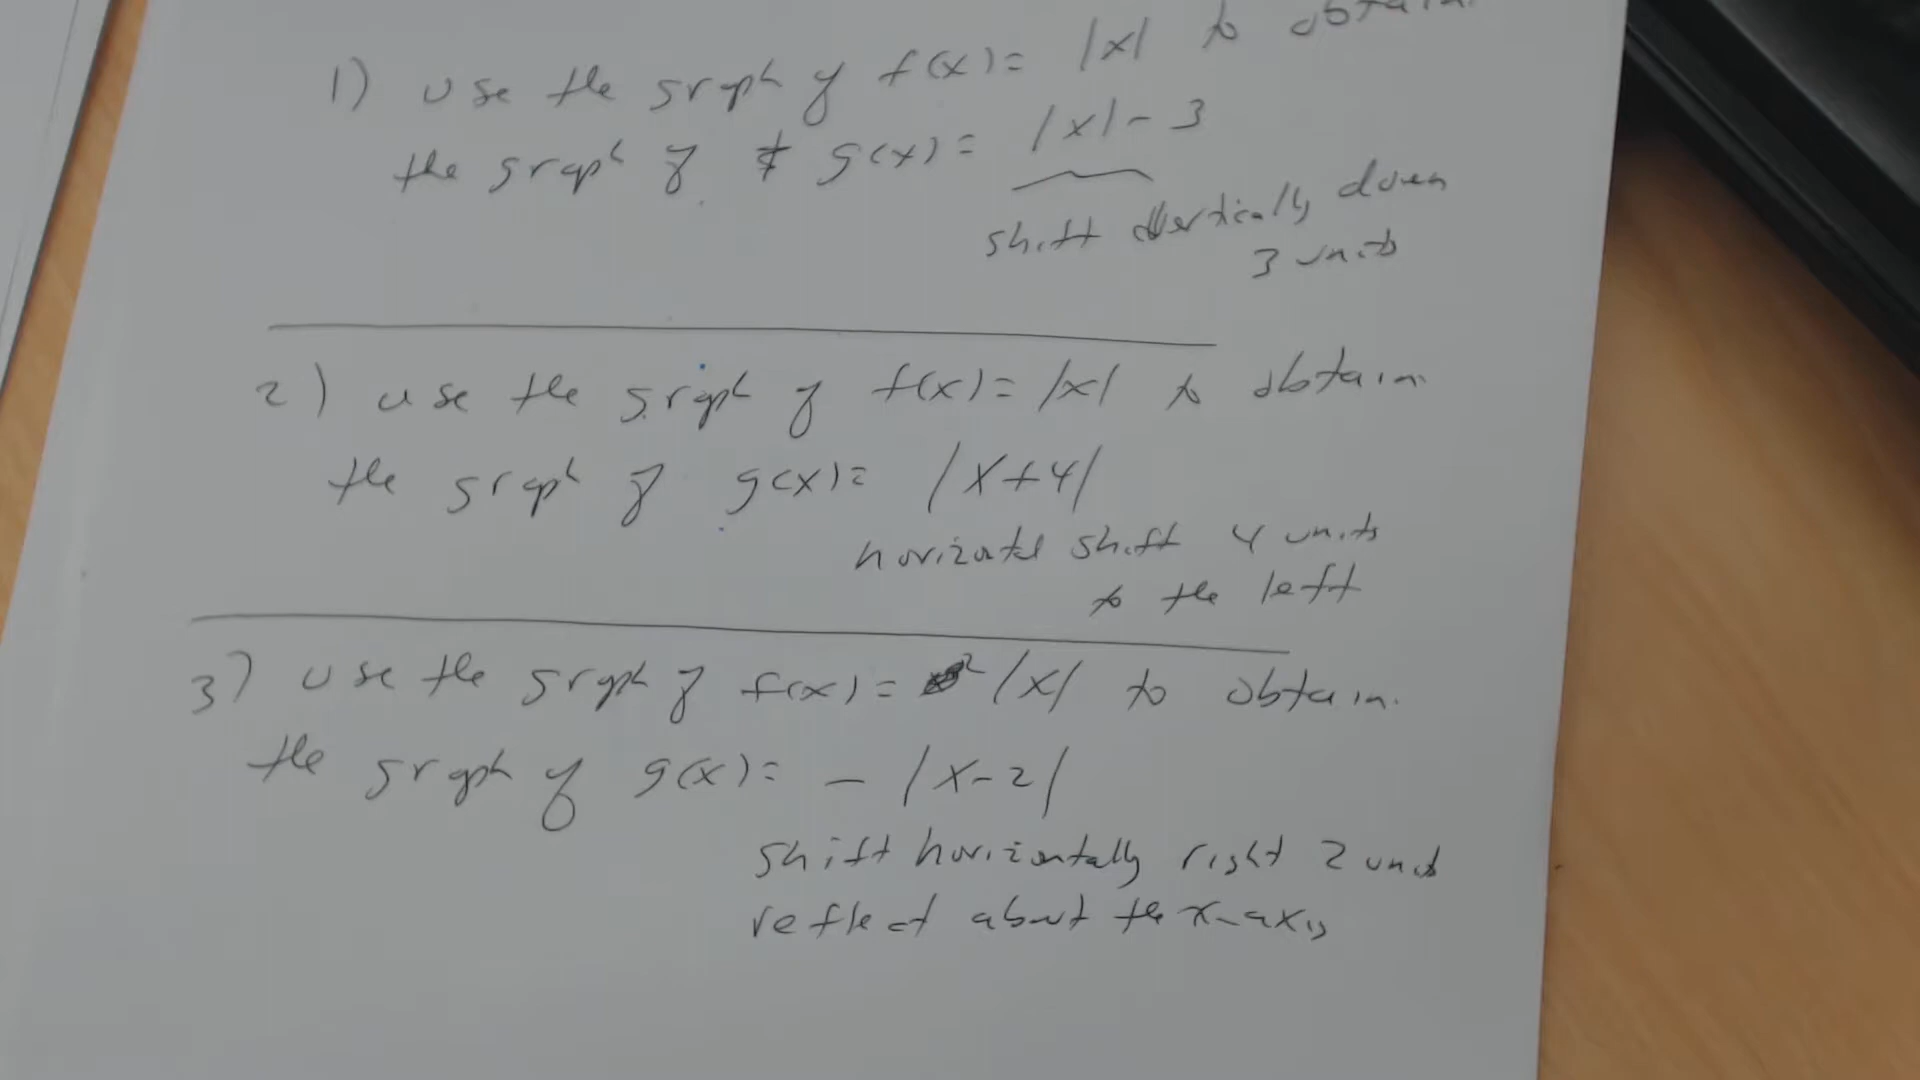 1) use the graph of f(x) = |x| to obtain
the graph of g(x) = |x| - 3
shift vertically down
3 units
2) use the graph of f(x) = |x| to obtain
the graph of g(x) = |x+4|
horizontal shift 4 units
to the left
3) use the graph of f(x) = |x| to obtain
the graph of g(x) = - |x-2|
shift horizontally right 2 units
reflect about the x-axis